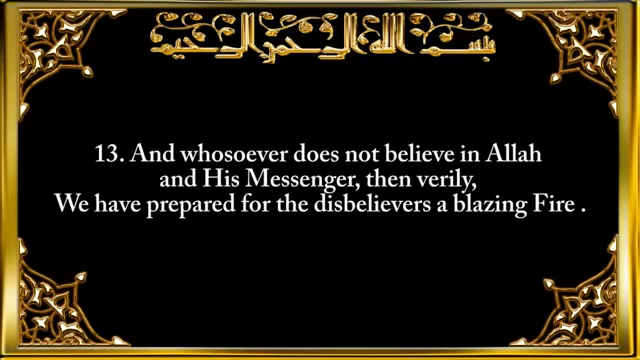 بسم الله الرحمن الرحيم
13. And whosoever does not believe in Allah
and His Messenger, then verily,
We have prepared for the disbelievers a blazing Fire .